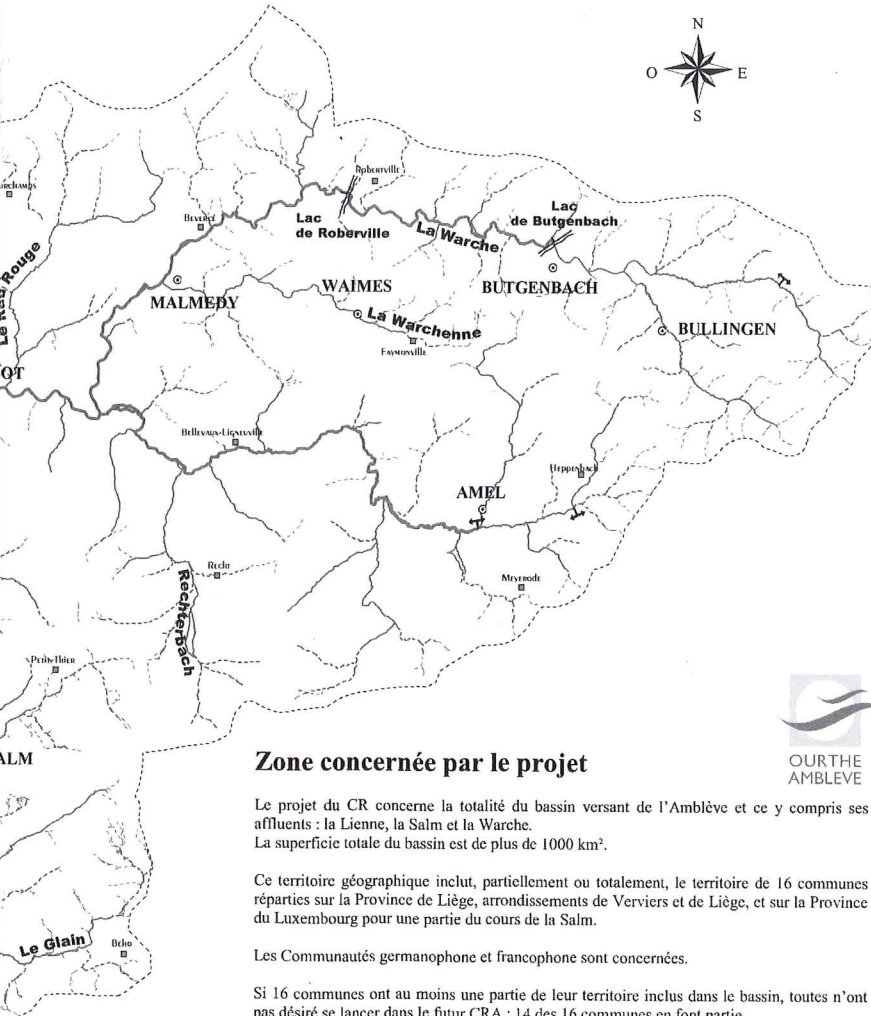 N
O E
S
Robertville
Beverce
Lac
de Roberville
Lac
de Butgenbach
La Warche
Le Rau Rouge
MALMEDY
WAIMES
BUTGENBACH
La Warchenne
BULLINGEN
Faymonville
OT
Bellevaux-Ligneuville
Heppenbach
AMEL
Recht
Rechterbach
Meyerode
Petit-Thier
ALM
OURTHE
AMBLEVE
Zone concernée par le projet
Le projet du CR concerne la totalité du bassin versant de l'Amblève et ce y compris ses
affluents : la Lienne, la Salm et la Warche.
La superficie totale du bassin est de plus de 1000 km².
Ce territoire géographique inclut, partiellement ou totalement, le territoire de 16 communes
réparties sur la Province de Liège, arrondissements de Verviers et de Liège, et sur la Province
du Luxembourg pour une partie du cours de la Salm.
Les Communautés germanophone et francophone sont concernées.
Si 16 communes ont au moins une partie de leur territoire inclus dans le bassin, toutes n'ont
pas désiré se lancer dans le futur CRA : 14 des 16 communes en font partie.
Le Glain
Beho